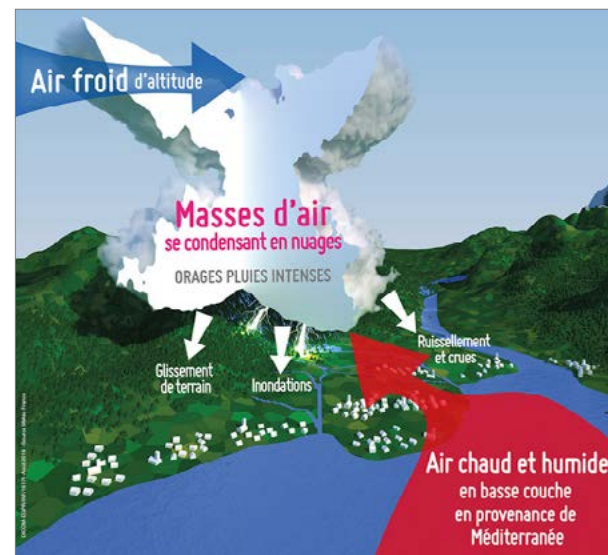 Air froid d'altitude
Masses d'air
se condensant en nuages
ORAGES PLUIES INTENSES
Glissement
de terrain
Inondations
Ruissellement
et crues
Air chaud et humide
en basse couche
en provenance de
Méditerranée